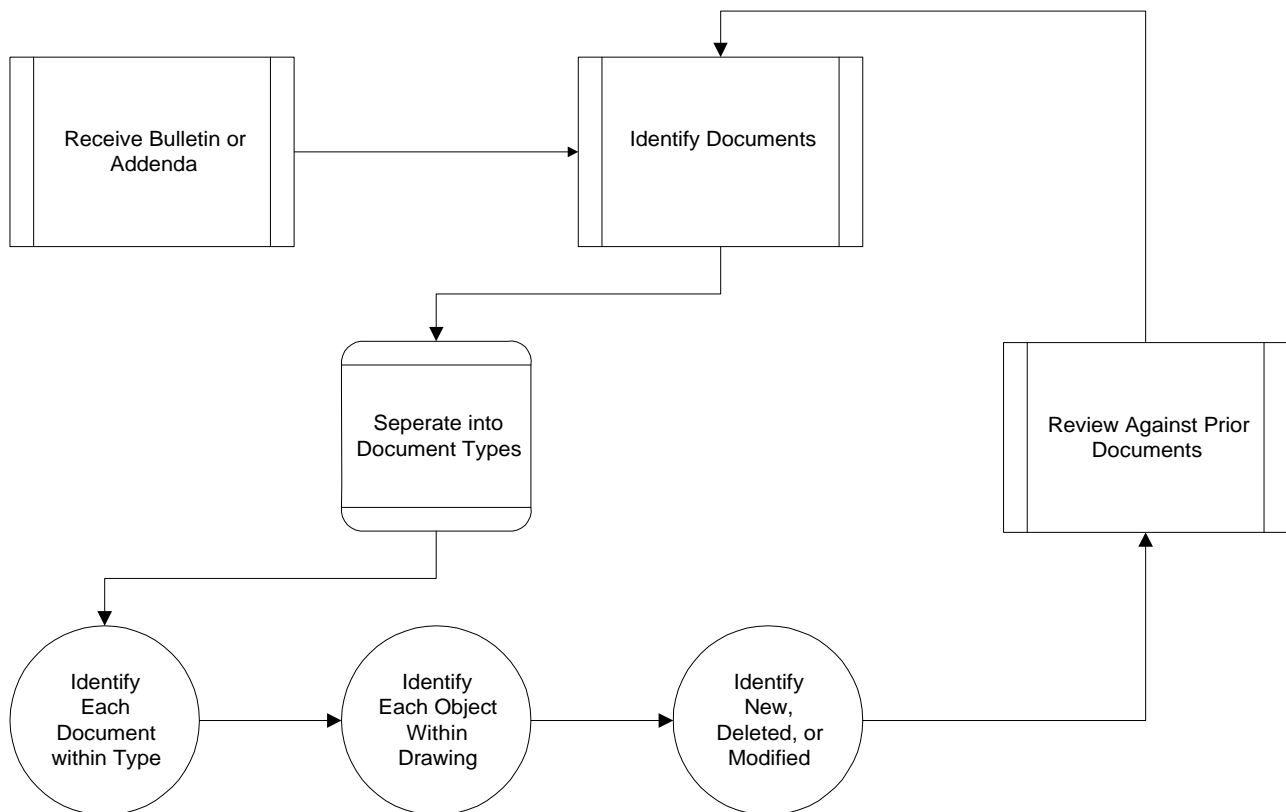 Receive Bulletin or
Addenda
Identify Documents
Seperate into
Document Types
Review Against Prior
Documents
Identify
Each
Document
within Type
Identify
Each Object
Within
Drawing
Identify
New,
Deleted, or
Modified